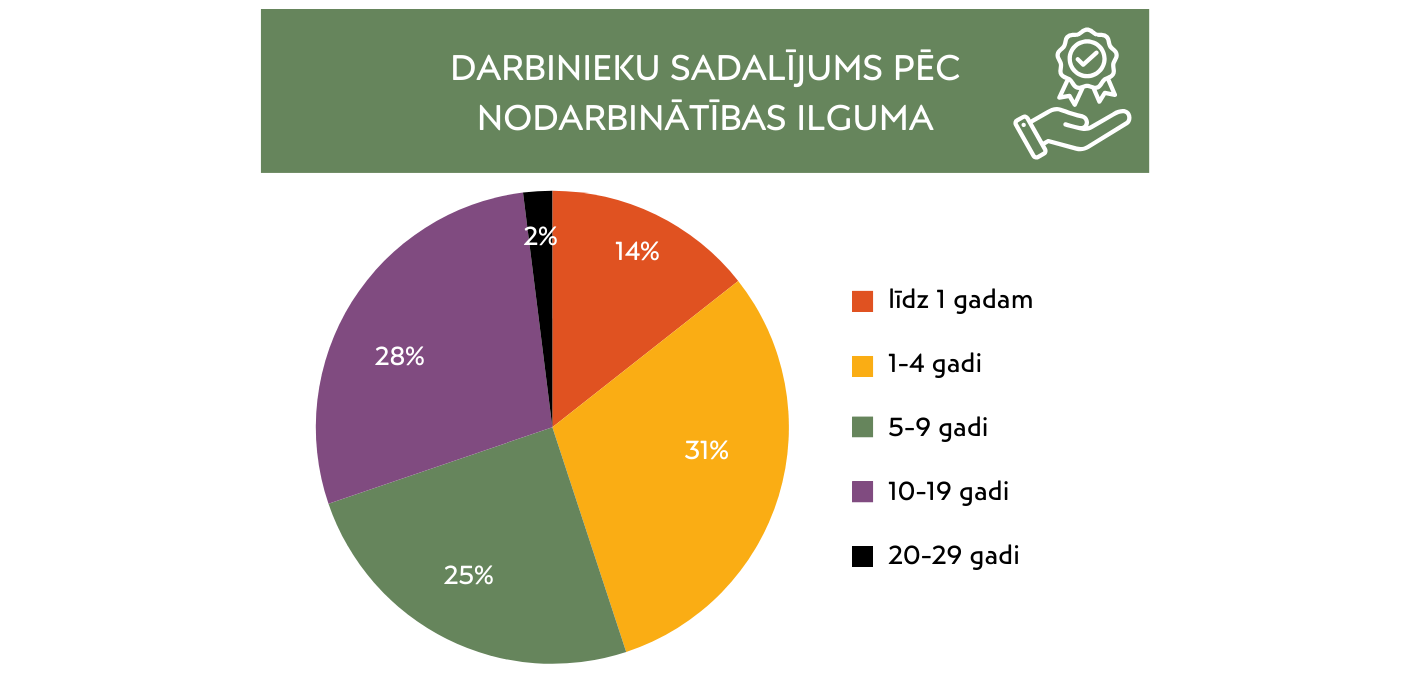 DARBINIEKU SADALĪJUMS PĒC
NODARBINĀTĪBAS ILGUMA
2%
14%
28%
31%
25%
līdz 1 gadam
1-4 gadi
5-9 gadi
10-19 gadi
20-29 gadi